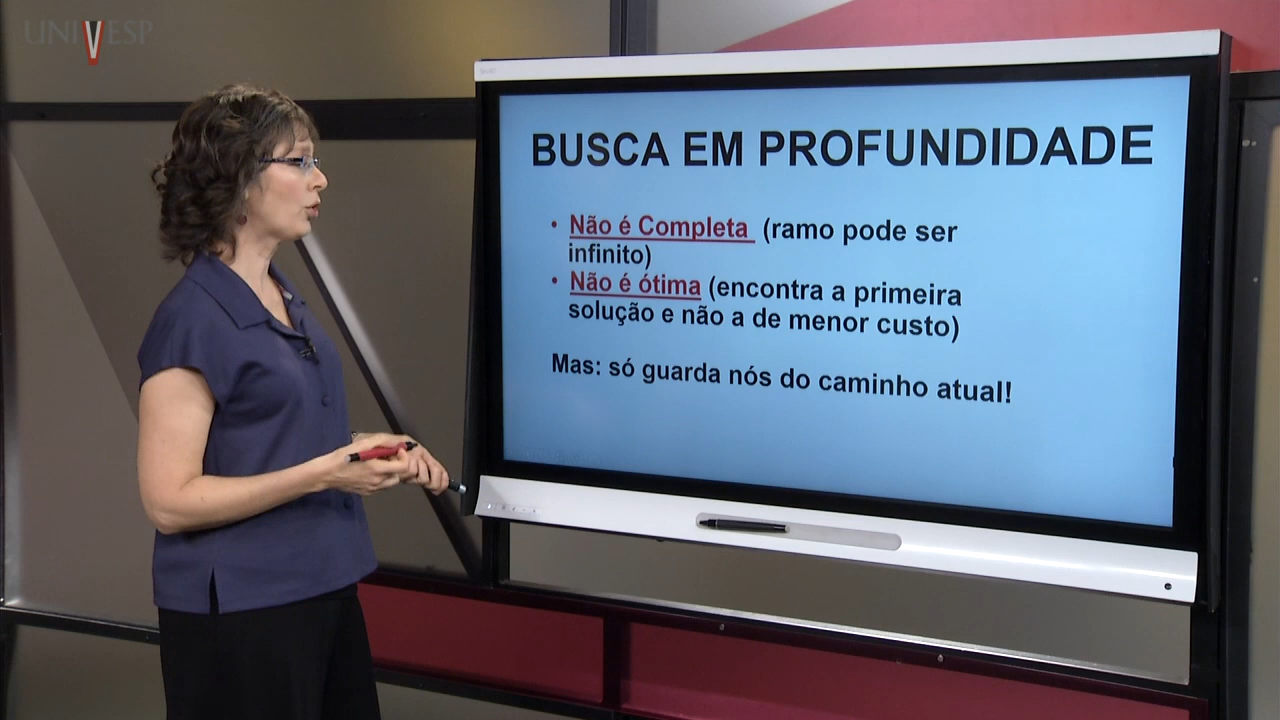 UNIVESP
BUSCA EM PROFUNDIDADE
• Não é Completa (ramo pode ser
infinito)
• Não é ótima (encontra a primeira
solução e não a de menor custo)
Mas: só guarda nós do caminho atual!